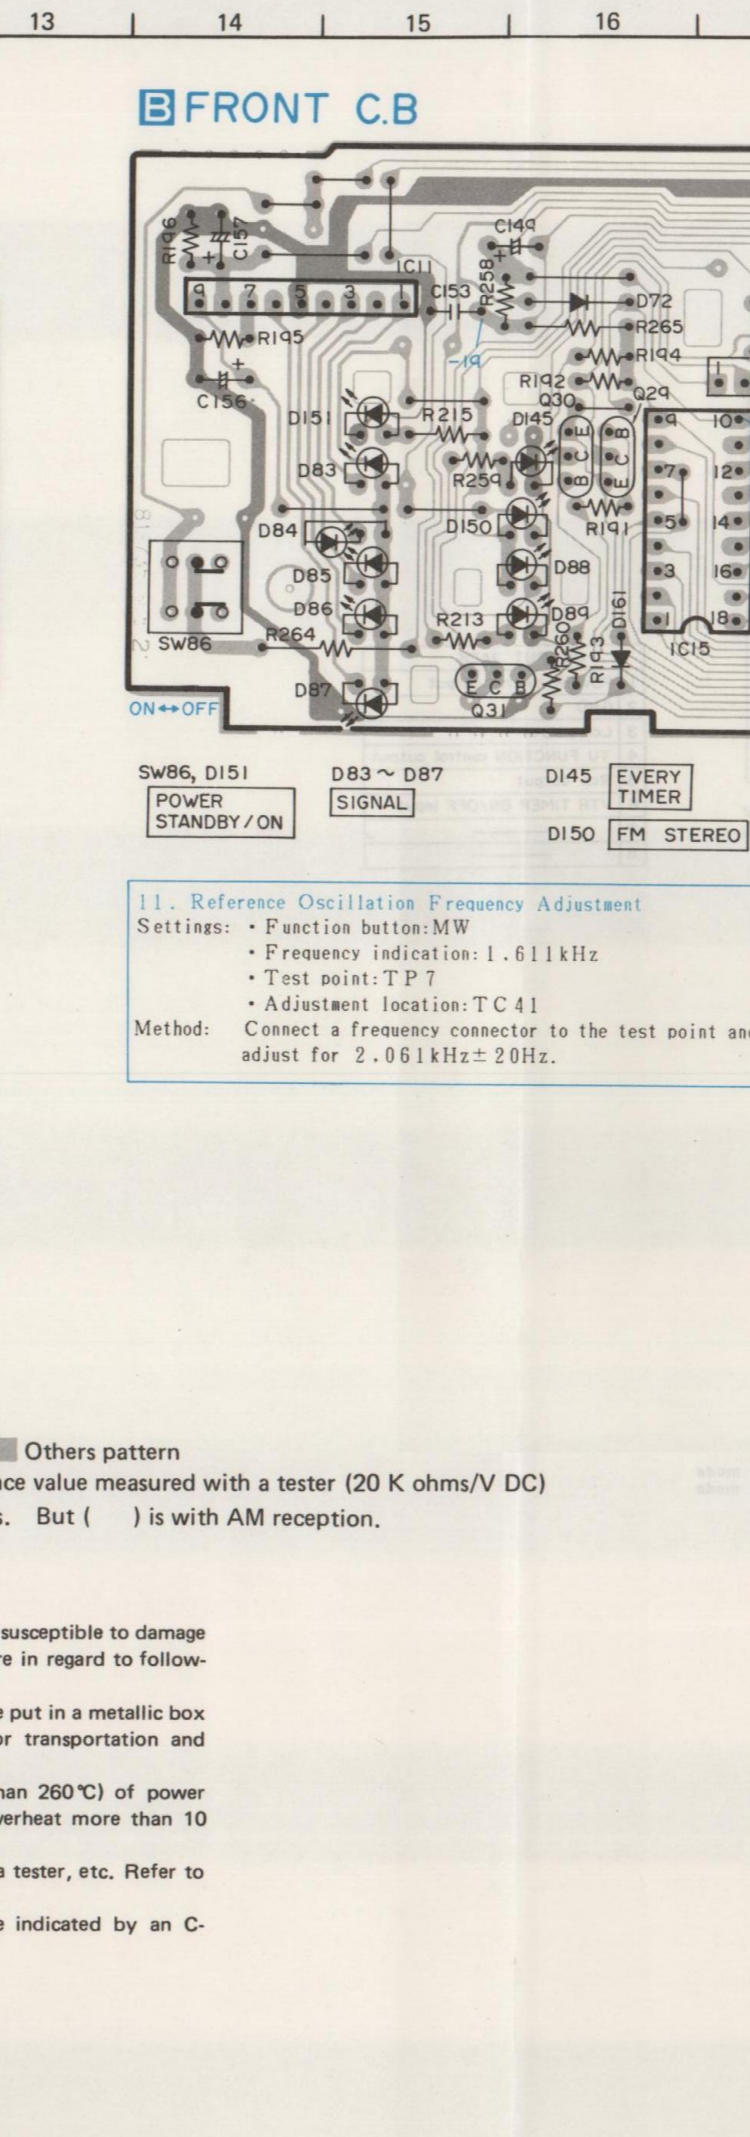 13 14 15 16
B FRONT C.B
C149
R196
C157
IC11
9 7 5 3 1
C153
R258
D72
R265
R195
-19
R194
R192
C156
Q30
Q29
1
D151
R215
D145
E
B
9
10
D83
C
C
R259
B
E
7
12
D84
D150
R191
5
14
D85
D88
3
16
D86
R213
D89
D161
1
18
SW86
R264
R260
R193
IC15
D87
E C B
ON↔OFF
Q31
SW86, D151
POWER
STANDBY/ON
D83 ~ D87
SIGNAL
D145 EVERY
TIMER
D150 FM STEREO
11. Reference Oscillation Frequency Adjustment
Settings: • Function button:MW
• Frequency indication:1.611kHz
• Test point:TP7
• Adjustment location:TC41
Method: Connect a frequency connector to the test point and
adjust for 2.061kHz±20Hz.
Others pattern
nce value measured with a tester (20 K ohms/V DC)
s. But ( ) is with AM reception.
susceptible to damage
re in regard to follow-
e put in a metallic box
or transportation and
han 260°C) of power
verheat more than 10
a tester, etc. Refer to
e indicated by an C-